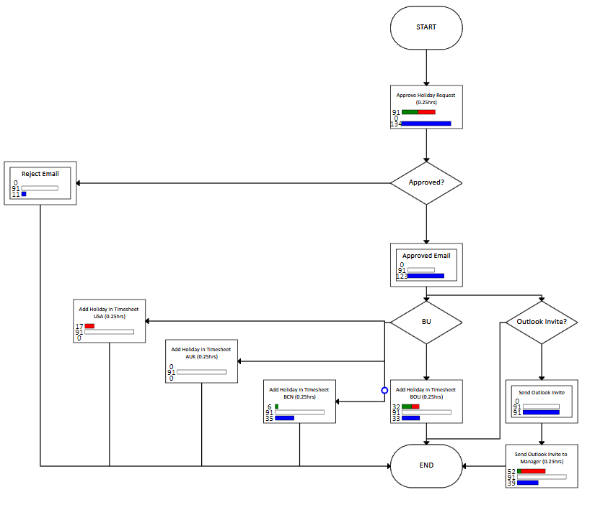 START
Approve Holiday Request
(0.25hrs)
91
0
134
Reject Email
0
91
11
Approved?
Approved Email
0
91
123
Add Holiday In Timesheet
USA (0.25hrs)
17
91
0
BU
Outlook Invite?
Add Holiday In Timesheet
AUK (0.25hrs)
0
91
0
Add Holiday In Timesheet
BCN (0.25hrs)
6
91
35
Add Holiday In Timesheet
BOU (0.25hrs)
32
91
33
Send Outlook Invite
0
91
91
END
Send Outlook Invite to
Manager (0.25hrs)
52
91
39